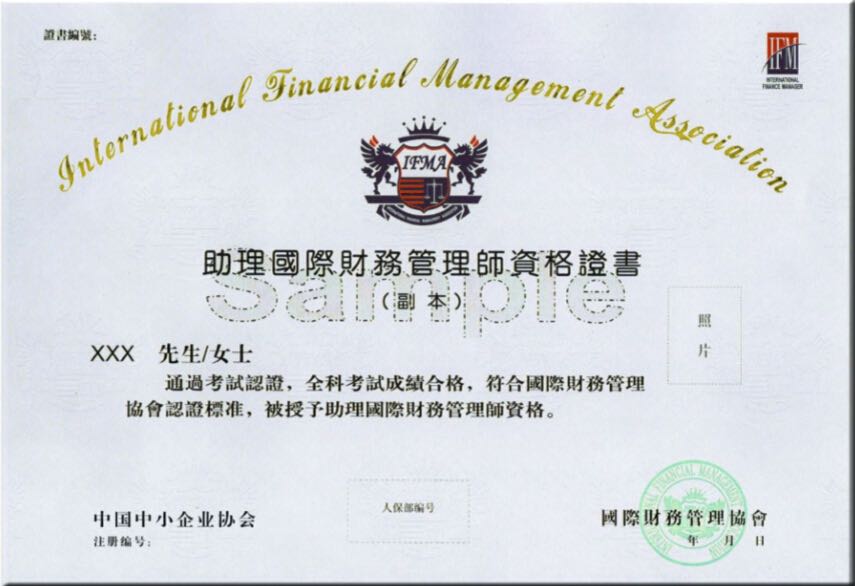 證書編號:
IFM
INTERNATIONAL
FINANCE MANAGER
International Financial Management Association
IFMA
助理國際財務管理師資格證書
(副本)
Sample
照
片
XXX 先生/女士
通過考試認證，全科考試成績合格，符合國際財務管理
協會認證標准，被授予助理國際財務管理師資格。
人保部编号
中国中小企业协会
注册编号:
國際財務管理協會
年 月 日